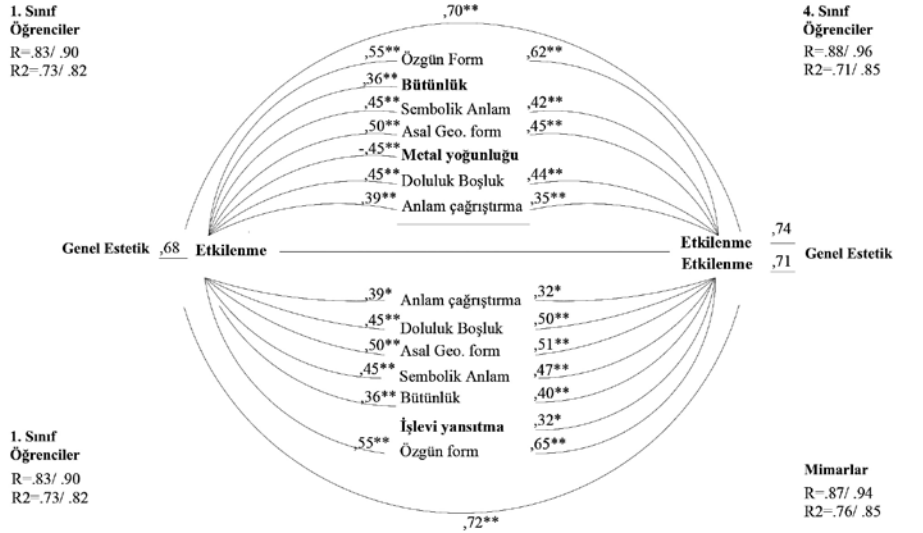 1. Sınıf
Öğrenciler
R=.83/ .90
R2=.73/ .82
,70**
4. Sınıf
Öğrenciler
R=.88/ .96
R2=.71/ .85
,55** Özgün Form ,62**
,36** Bütünlük
,45** Sembolik Anlam ,42**
,50** Asal Geo. form ,45**
-,45** Metal yoğunluğu
,45** Doluluk Boşluk ,44**
,39** Anlam çağrıştırma ,35**
Genel Estetik ,68 Etkilenme
Etkilenme ,74
Etkilenme ,71
Genel Estetik
,39* Anlam çağrıştırma ,32*
,45** Doluluk Boşluk ,50**
,50** Asal Geo. form ,51**
,45** Sembolik Anlam ,47**
,36** Bütünlük ,40**
İşlevi yansıtma ,32*
,55** Özgün form ,65**
,72**
1. Sınıf
Öğrenciler
R=.83/ .90
R2=.73/ .82
Mimarlar
R=.87/ .94
R2=.76/ .85